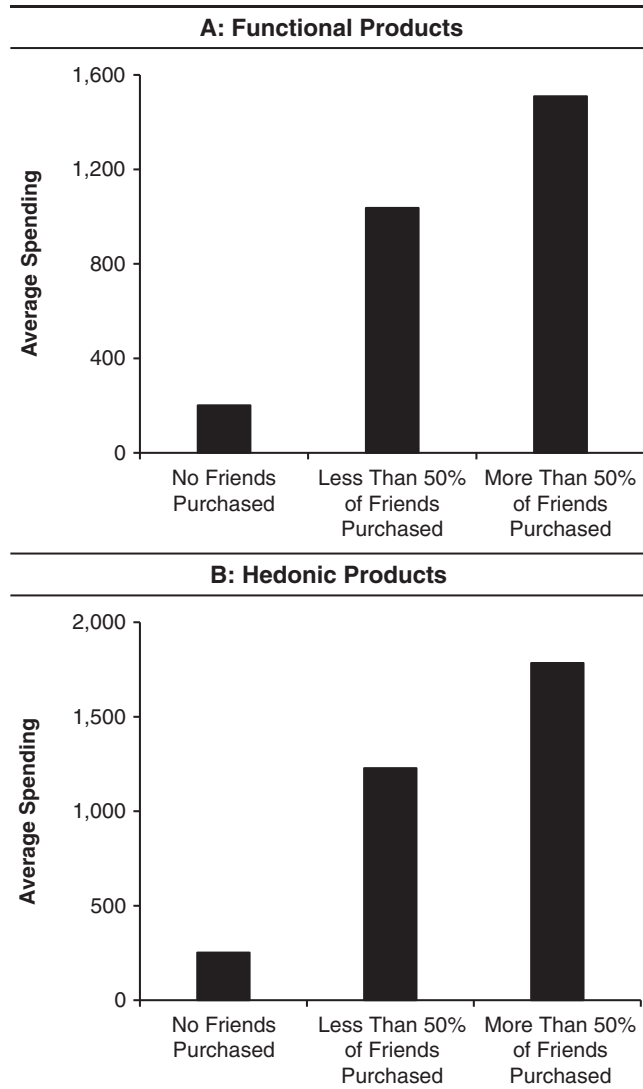 A: Functional Products
1,600
1,200
800
400
0
Average Spending
No Friends
Purchased
Less Than 50%
of Friends
Purchased
More Than 50%
of Friends
Purchased
B: Hedonic Products
2,000
1,500
1,000
500
0
Average Spending
No Friends
Purchased
Less Than 50%
of Friends
Purchased
More Than 50%
of Friends
Purchased